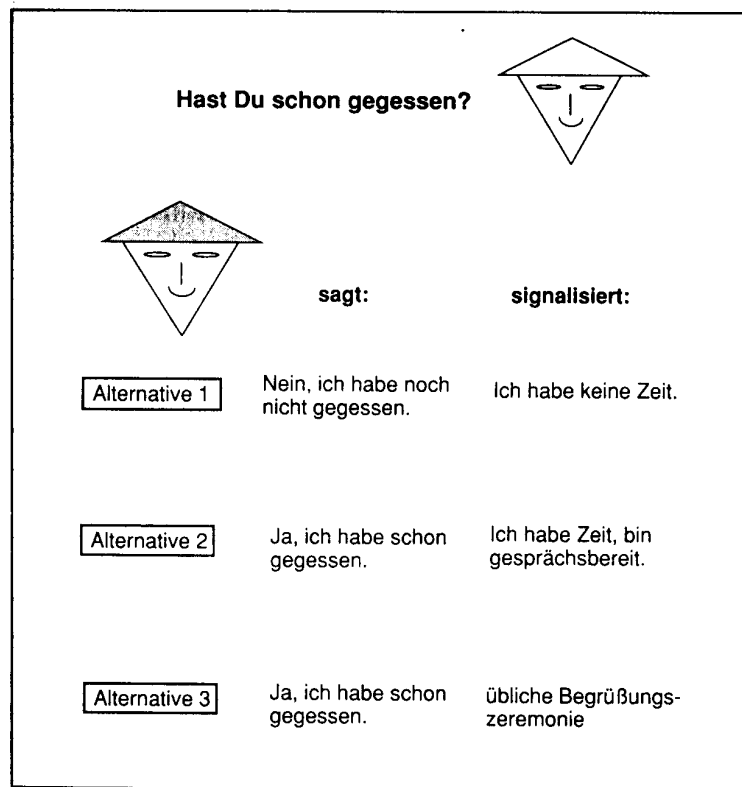 Hast Du schon gegessen?
sagt:
signalisiert:
Alternative 1
Nein, ich habe noch
nicht gegessen.
Ich habe keine Zeit.
Alternative 2
Ja, ich habe schon
gegessen.
Ich habe Zeit, bin
gesprächsbereit.
Alternative 3
Ja, ich habe schon
gegessen.
übliche Begrüßungs-
zeremonie